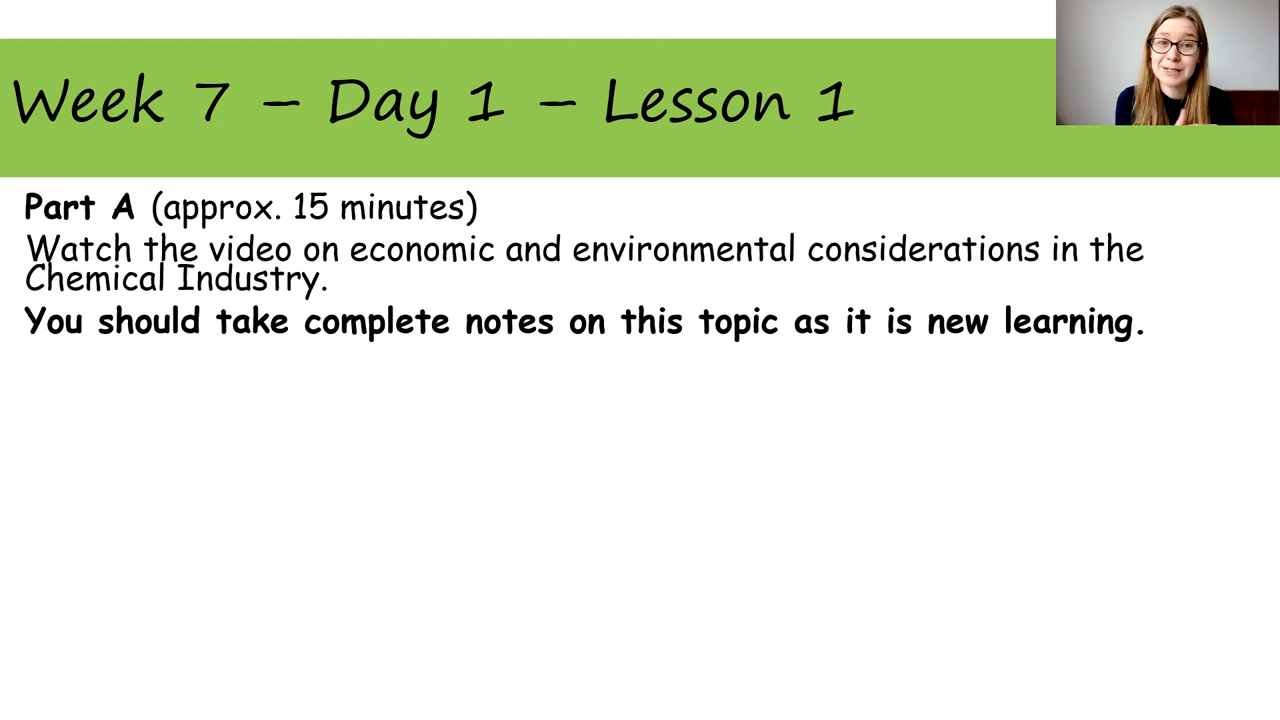 Week 7 – Day 1 – Lesson 1
Part A (approx. 15 minutes)
Watch the video on economic and environmental considerations in the
Chemical Industry.
You should take complete notes on this topic as it is new learning.